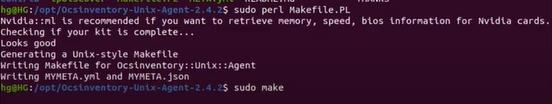 hg@HG:/opt/Ocsinventory-Unix-Agent-2.4.2$ sudo perl Makefile.PL
Nvidia::ml is recommended if you want to retrieve memory, speed, bios information for Nvidia cards.
Checking if your kit is complete...
Looks good
Generating a Unix-style Makefile
Writing Makefile for Ocsinventory::Unix::Agent
Writing MYMETA.yml and MYMETA.json
hg@HG:/opt/Ocsinventory-Unix-Agent-2.4.2$ sudo make